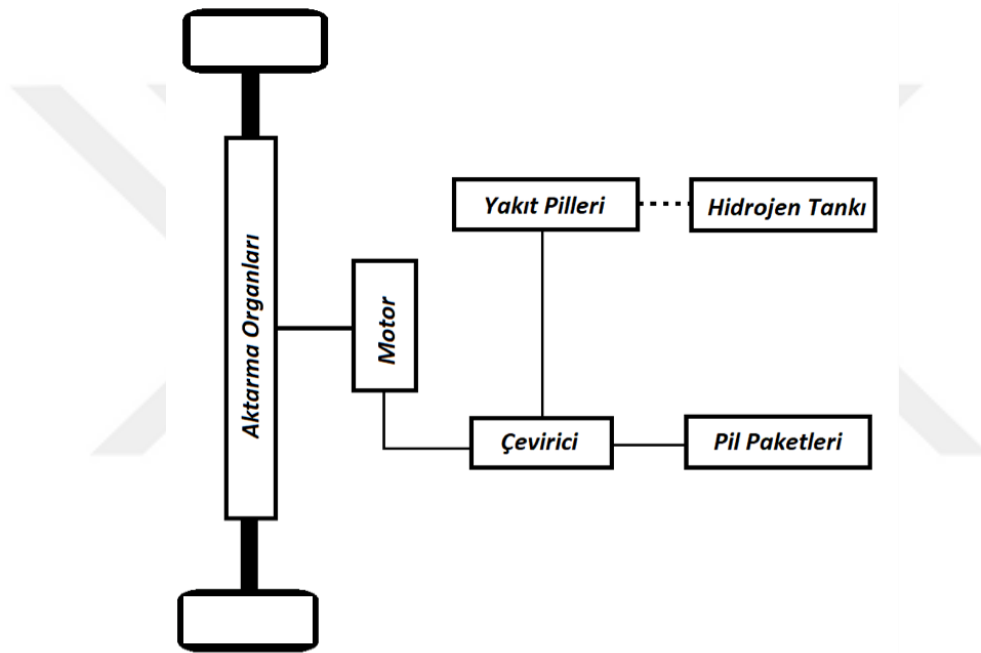 Yakıt Pilleri
Hidrojen Tankı
Aktarma Organları
Motor
Çevirici
Pil Paketleri